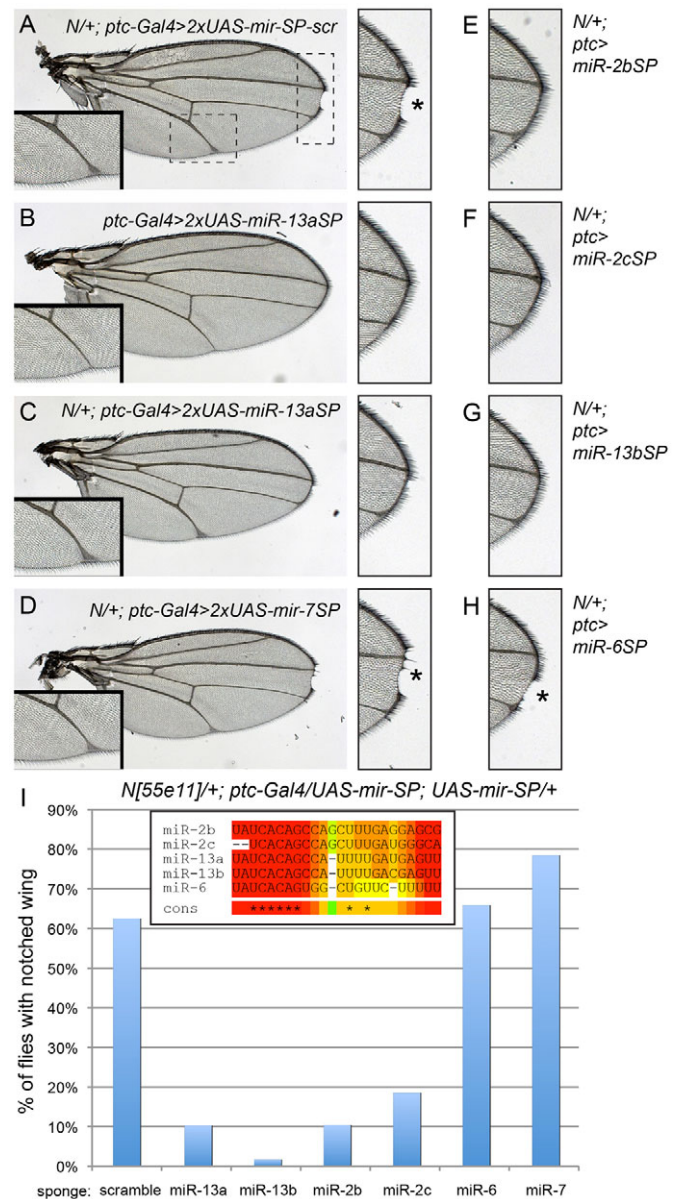 A
N/+; ptc-Gal4>2xUAS-mir-SP-scr
*
E
N/+;
ptc>
miR-2bSP
B
ptc-Gal4>2xUAS-miR-13aSP
F
N/+;
ptc>
miR-2cSP
C
N/+; ptc-Gal4>2xUAS-miR-13aSP
G
N/+;
ptc>
miR-13bSP
D
N/+; ptc-Gal4>2xUAS-mir-7SP
*
H
*
N/+;
ptc>
miR-6SP
I
N[55e11]/+; ptc-Gal4/UAS-mir-SP; UAS-mir-SP/+
90%
80%
70%
60%
50%
40%
30%
20%
10%
0%
% of flies with notched wing
miR-2b UAUCACAGCCAGCUUUGAGGAGCG
miR-2c --UCACAGCCAGCUUUGAUGGGCA
miR-13a UAUCACAGCCA-UUUUGAUGAGUU
miR-13b UAUCACAGCCA-UUUUGACGAGUU
miR-6 UAUCACAGUGG-CUGUUC-UUUUU
cons ****** * *
sponge: scramble miR-13a miR-13b miR-2b miR-2c miR-6 miR-7